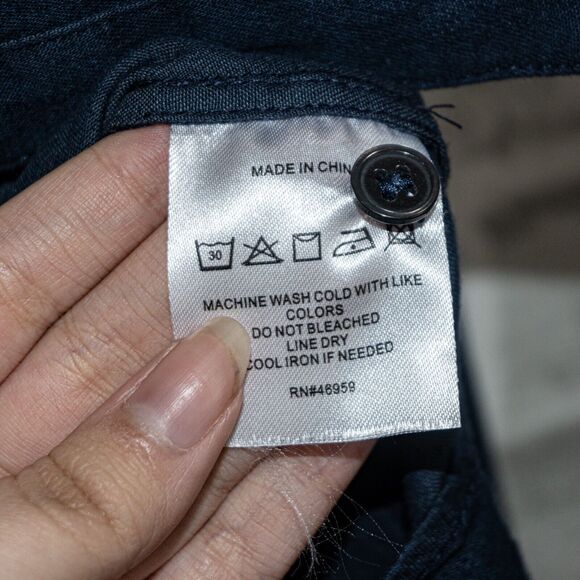 MADE IN CHIN
30
MACHINE WASH COLD WITH LIKE
COLORS
DO NOT BLEACHED
LINE DRY
COOL IRON IF NEEDED
RN#46959